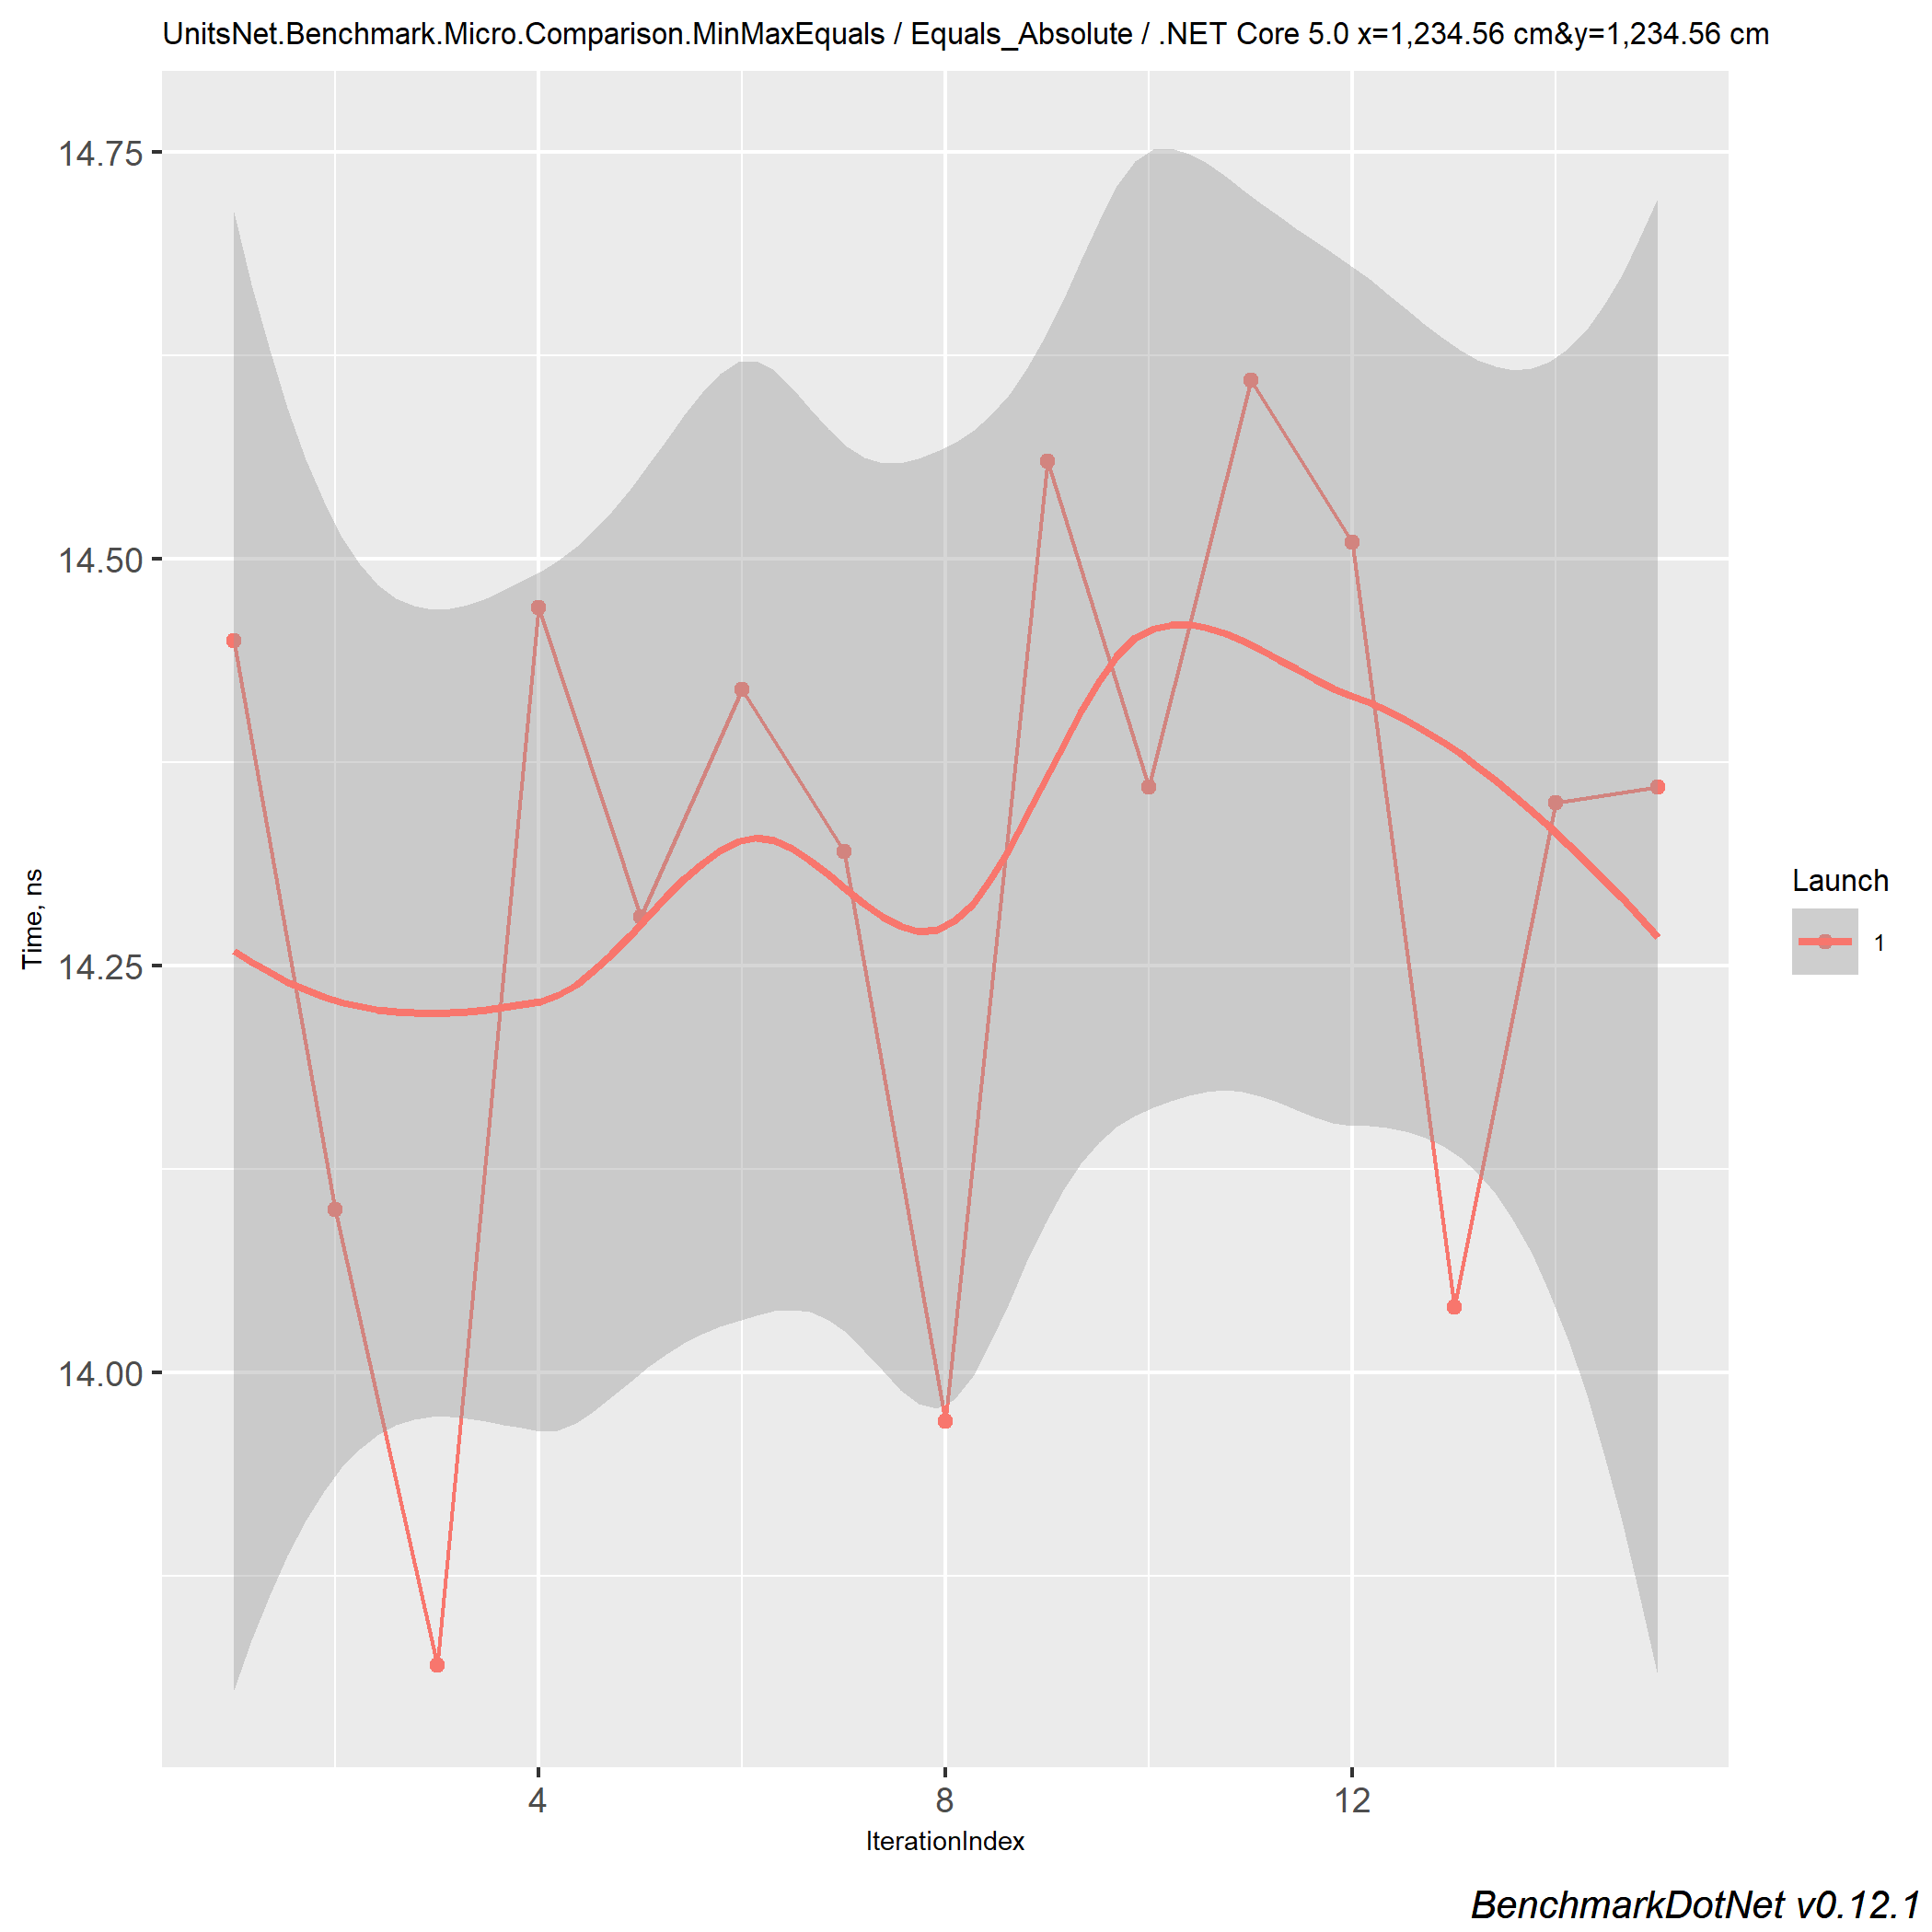 UnitsNet.Benchmark.Micro.Comparison.MinMaxEquals / Equals_Absolute / .NET Core 5.0 x=1,234.56 cm&y=1,234.56 cm
14.75
14.50
14.25
14.00
Time, ns
4 8 12
IterationIndex
Launch
1
BenchmarkDotNet v0.12.1